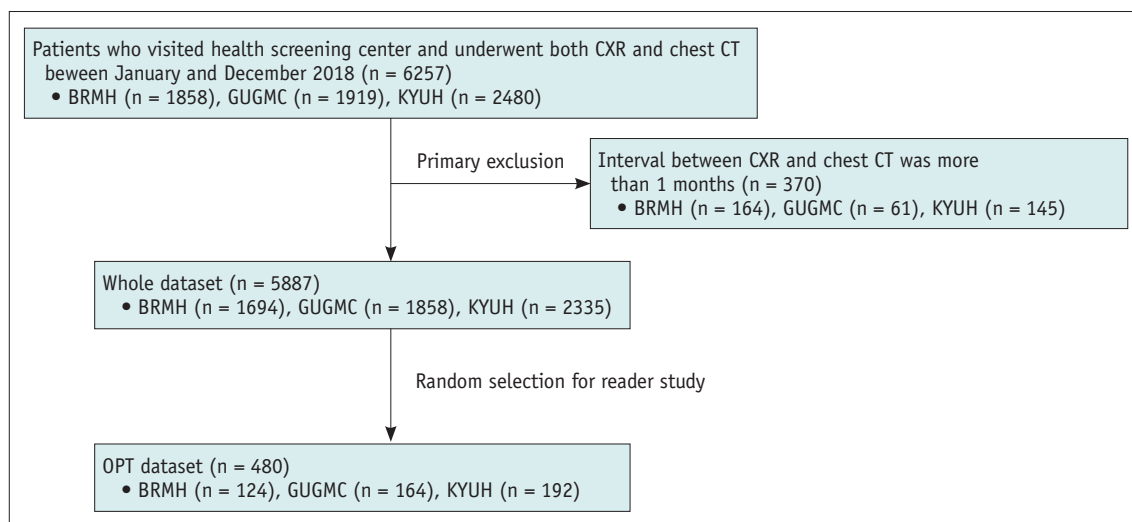 Patients who visited health screening center and underwent both CXR and chest CT
beween January and December 2018 (n = 6257)
• BRMH (n = 1858), GUGMC (n = 1919), KYUH (n = 2480)
Primary exclusion
Interval between CXR and chest CT was more
than 1 months (n = 370)
• BRMH (n = 164), GUGMC (n = 61), KYUH (n = 145)
Whole dataset (n = 5887)
• BRMH (n = 1694), GUGMC (n = 1858), KYUH (n = 2335)
Random selection for reader study
OPT dataset (n = 480)
• BRMH (n = 124), GUGMC (n = 164), KYUH (n = 192)